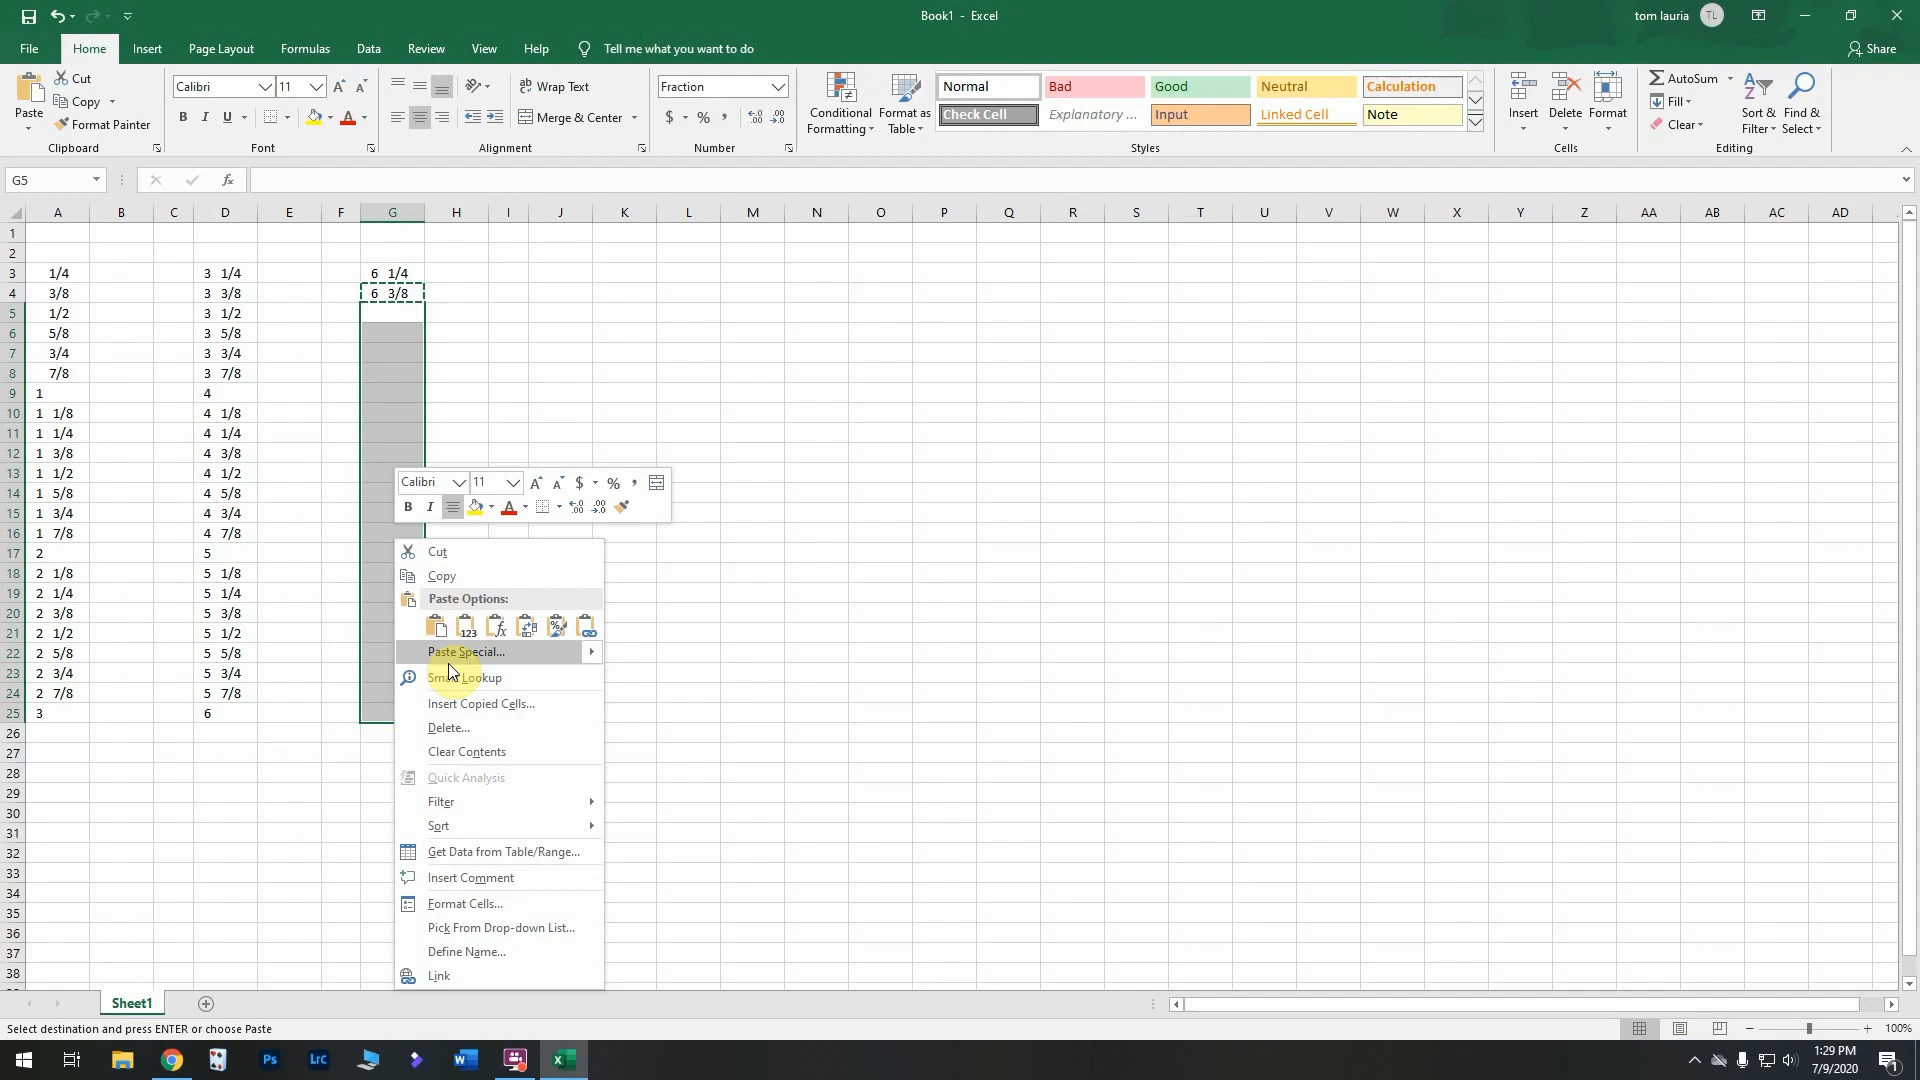 Book1 - Excel
tom lauria TL
File Home Insert Page Layout Formulas Data Review View Help Tell me what you want to do Share
Paste Cut Copy Format Painter
Clipboard
Calibri 11
B I U A
Font
Wrap Text
Merge & Center
Alignment
Fraction
$ % ,
Number
Conditional Formatting Format as Table
Normal Bad Good Neutral Calculation
Check Cell Explanatory ... Input Linked Cell Note
Styles
Insert Delete Format
Cells
AutoSum Fill Clear
Sort & Filter Find & Select
Editing
G5 fx
A B C D E F G H I J K L M N O P Q R S T U V W X Y Z AA AB AC AD
1
2
3 1/4 3 1/4 6 1/4
4 3/8 3 3/8 6 3/8
5 1/2 3 1/2
6 5/8 3 5/8
7 3/4 3 3/4
8 7/8 3 7/8
9 1 4
10 1 1/8 4 1/8
11 1 1/4 4 1/4
12 1 3/8 4 3/8
13 1 1/2 4 1/2
14 1 5/8 4 5/8
15 1 3/4 4 3/4
16 1 7/8 4 7/8
17 2 5
18 2 1/8 5 1/8
19 2 1/4 5 1/4
20 2 3/8 5 3/8
21 2 1/2 5 1/2
22 2 5/8 5 5/8
23 2 3/4 5 3/4
24 2 7/8 5 7/8
25 3 6
26
27
28
29
30
31
32
33
34
35
36
37
38
Calibri 11 $ % ,
B I A
Cut
Copy
Paste Options:
123 fx %
Paste Special...
Smart Lookup
Insert Copied Cells...
Delete...
Clear Contents
Quick Analysis
Filter
Sort
Get Data from Table/Range...
Insert Comment
Format Cells...
Pick From Drop-down List...
Define Name...
Link
Sheet1
Select destination and press ENTER or choose Paste
100%
Ps Lrc W X
1:29 PM
7/9/2020
1